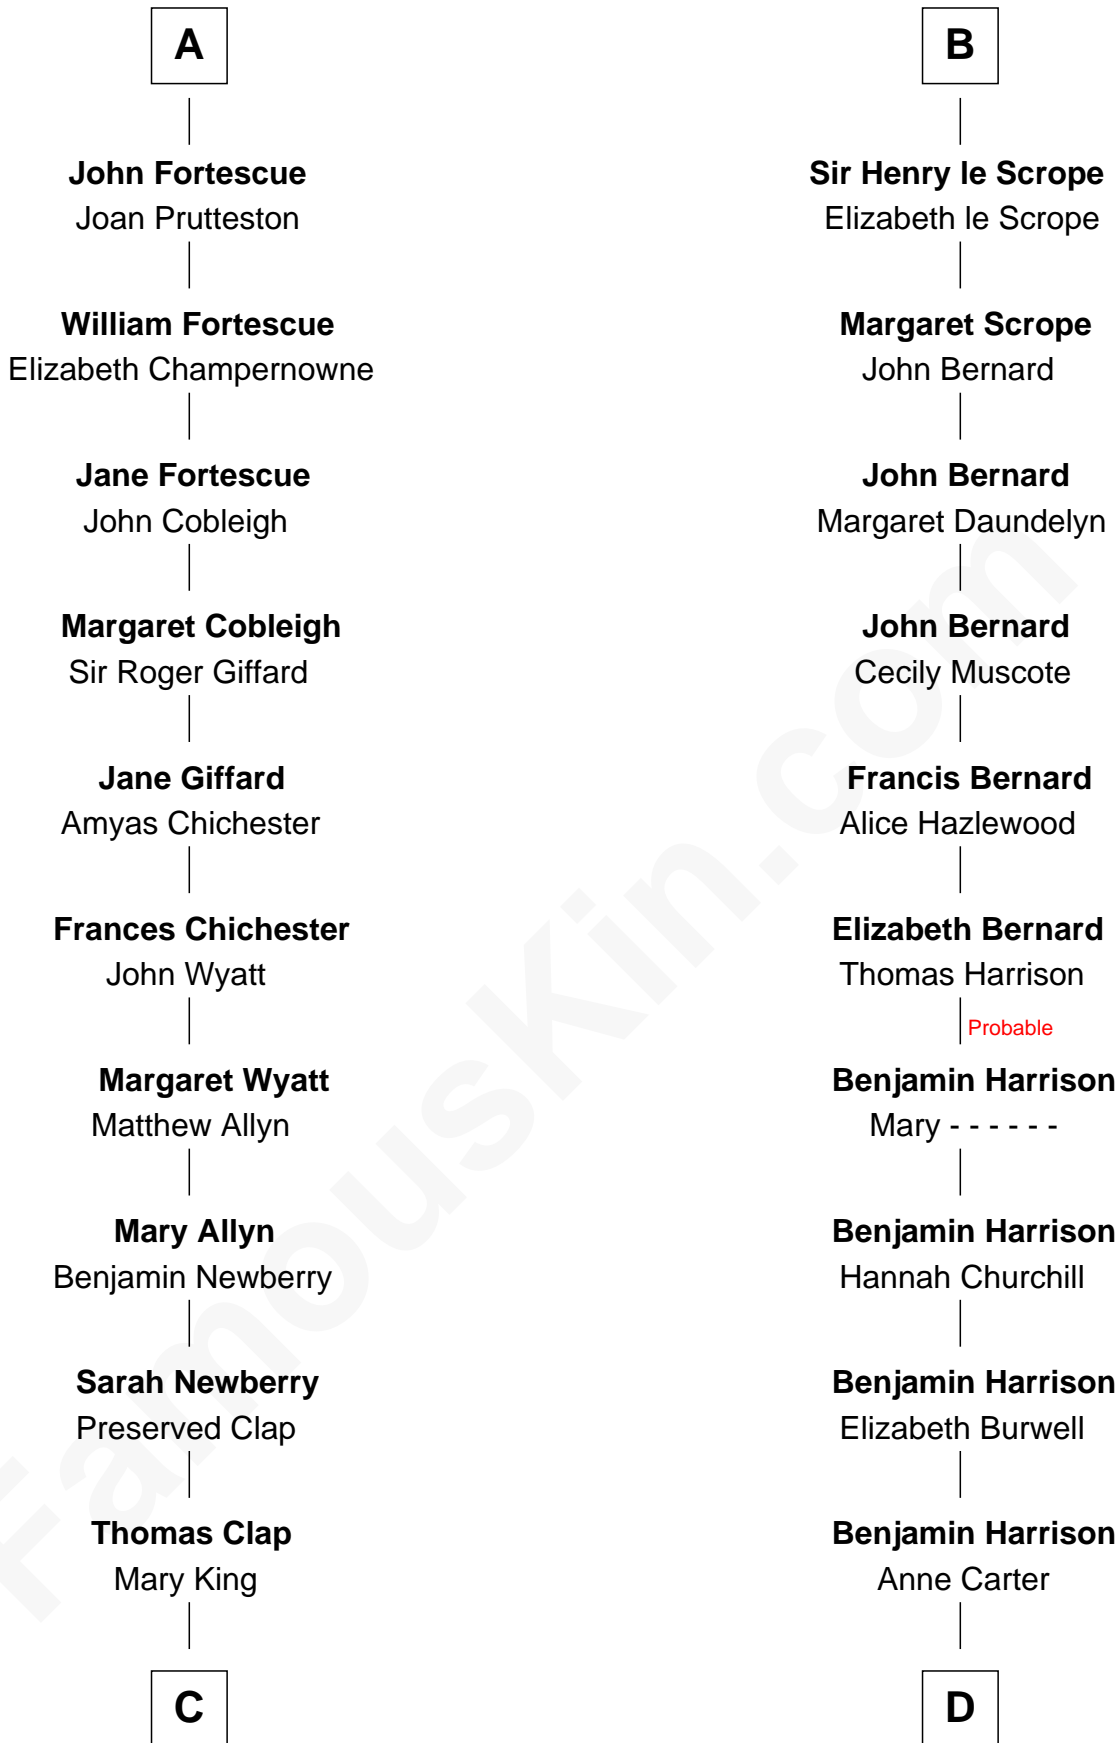 A
John Fortescue
Joan Prutteston
William Fortescue
Elizabeth Champernowne
Jane Fortescue
John Cobleigh
Margaret Cobleigh
Sir Roger Giffard
Jane Giffard
Amyas Chichester
Frances Chichester
John Wyatt
Margaret Wyatt
Matthew Allyn
Mary Allyn
Benjamin Newberry
Sarah Newberry
Preserved Clap
Thomas Clap
Mary King
C
B
Sir Henry le Scrope
Elizabeth le Scrope
Margaret Scrope
John Bernard
John Bernard
Margaret Daundelyn
John Bernard
Cecily Muscote
Francis Bernard
Alice Hazlewood
Elizabeth Bernard
Thomas Harrison
Probable
Benjamin Harrison
Mary - - - - - -
Benjamin Harrison
Hannah Churchill
Benjamin Harrison
Elizabeth Burwell
Benjamin Harrison
Anne Carter
D
FamousKin.com